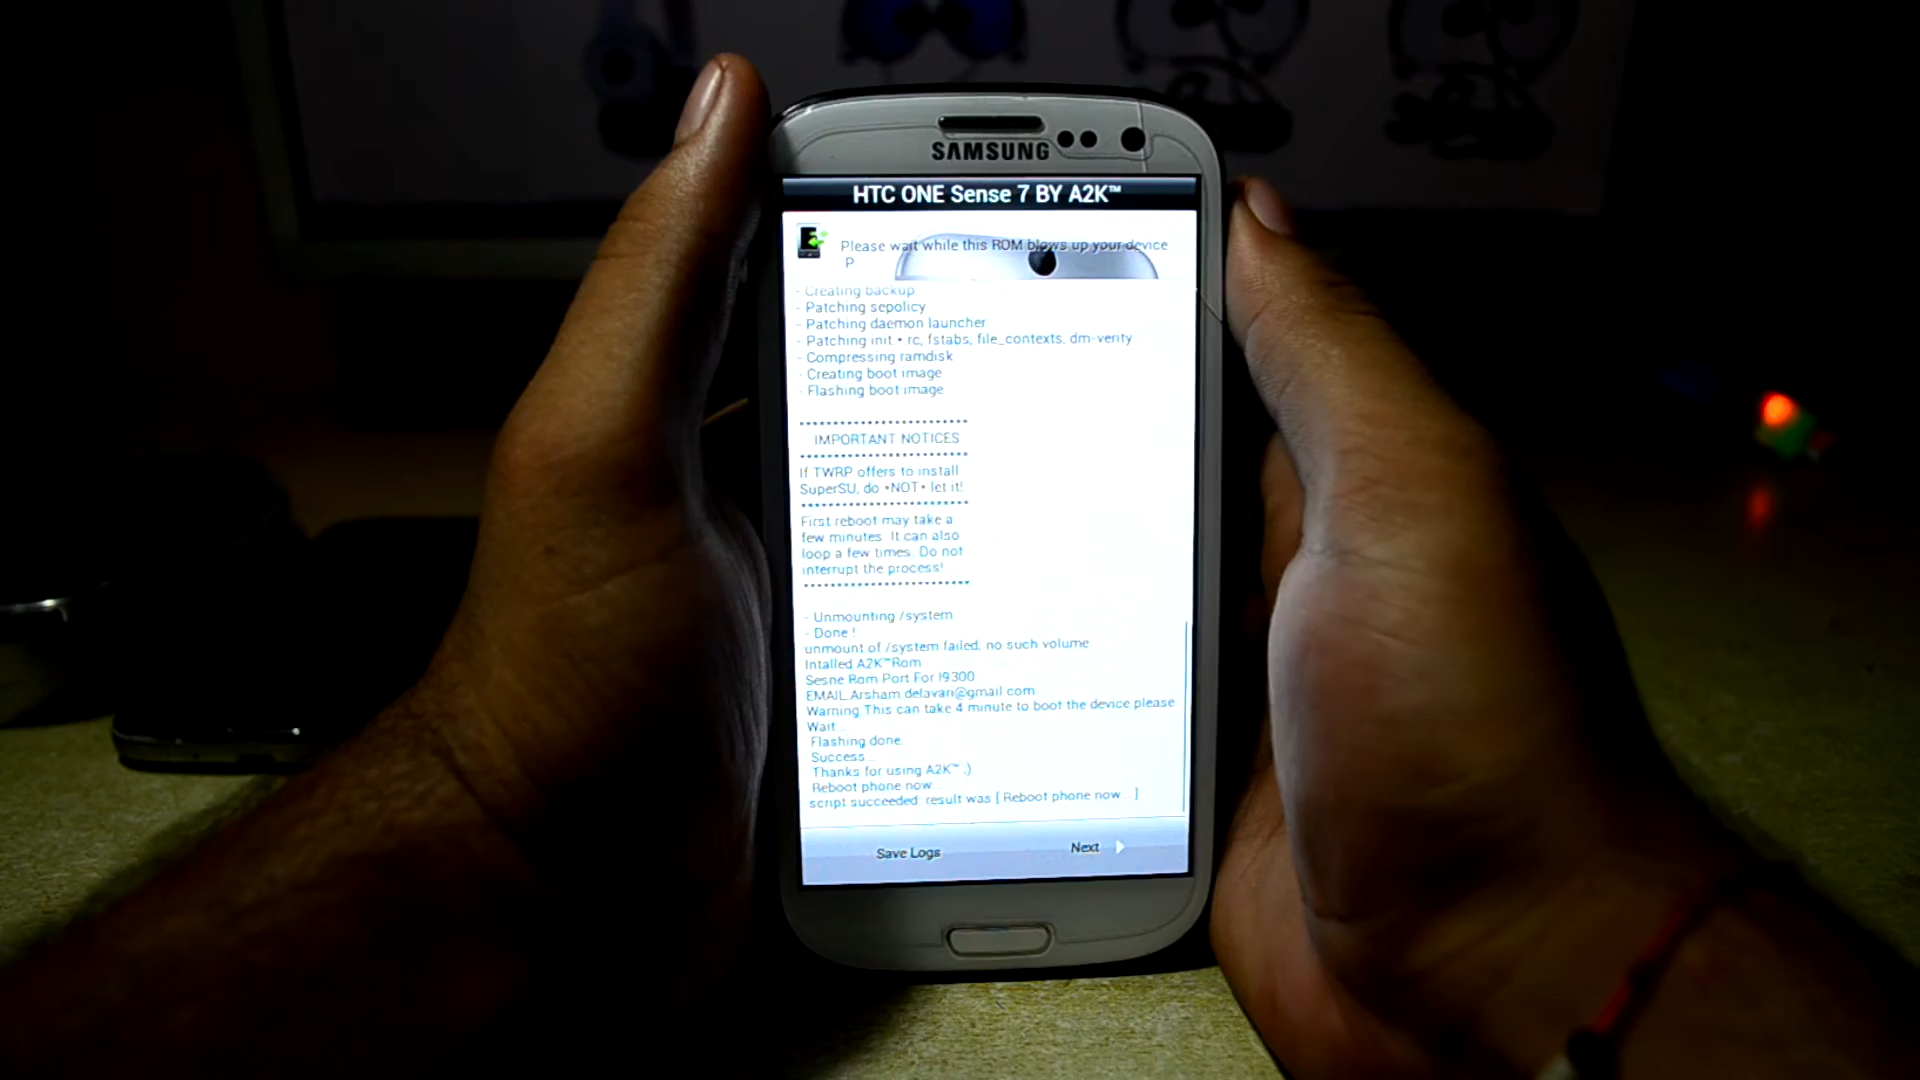 SAMSUNG
HTC ONE Sense 7 BY A2K™
Please wait while this ROM blows up your device
P
- Creating backup
- Patching sepolicy
- Patching daemon launcher
- Patching init • rc, fstabs, file_contexts, dm-verity
- Compressing ramdisk
- Creating boot image
- Flashing boot image
IMPORTANT NOTICES
If TWRP offers to install
SuperSU, do •NOT• let it!
First reboot may take a
few minutes. It can also
loop a few times. Do not
interrupt the process!
- Unmounting /system
- Done !
unmount of /system failed; no such volume
Intalled A2K™Rom
Sesne Rom Port For I9300
EMAIL:Arsham.delavari@gmail.com
Warning:This can take 4 minute to boot the device please
Wait...
Flashing done.
Success...
Thanks for using A2K™ ;)
Reboot phone now...
script succeeded: result was [ Reboot phone now... ]
Save Logs
Next